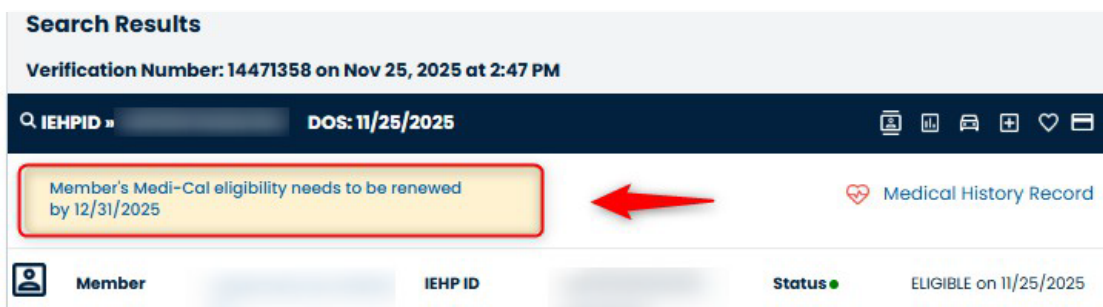 Search Results
Verification Number: 14471358 on Nov 25, 2025 at 2:47 PM
IEHPID » DOS: 11/25/2025
Member's Medi-Cal eligibility needs to be renewed
by 12/31/2025
Medical History Record
Member IEHP ID Status ELIGIBLE on 11/25/2025